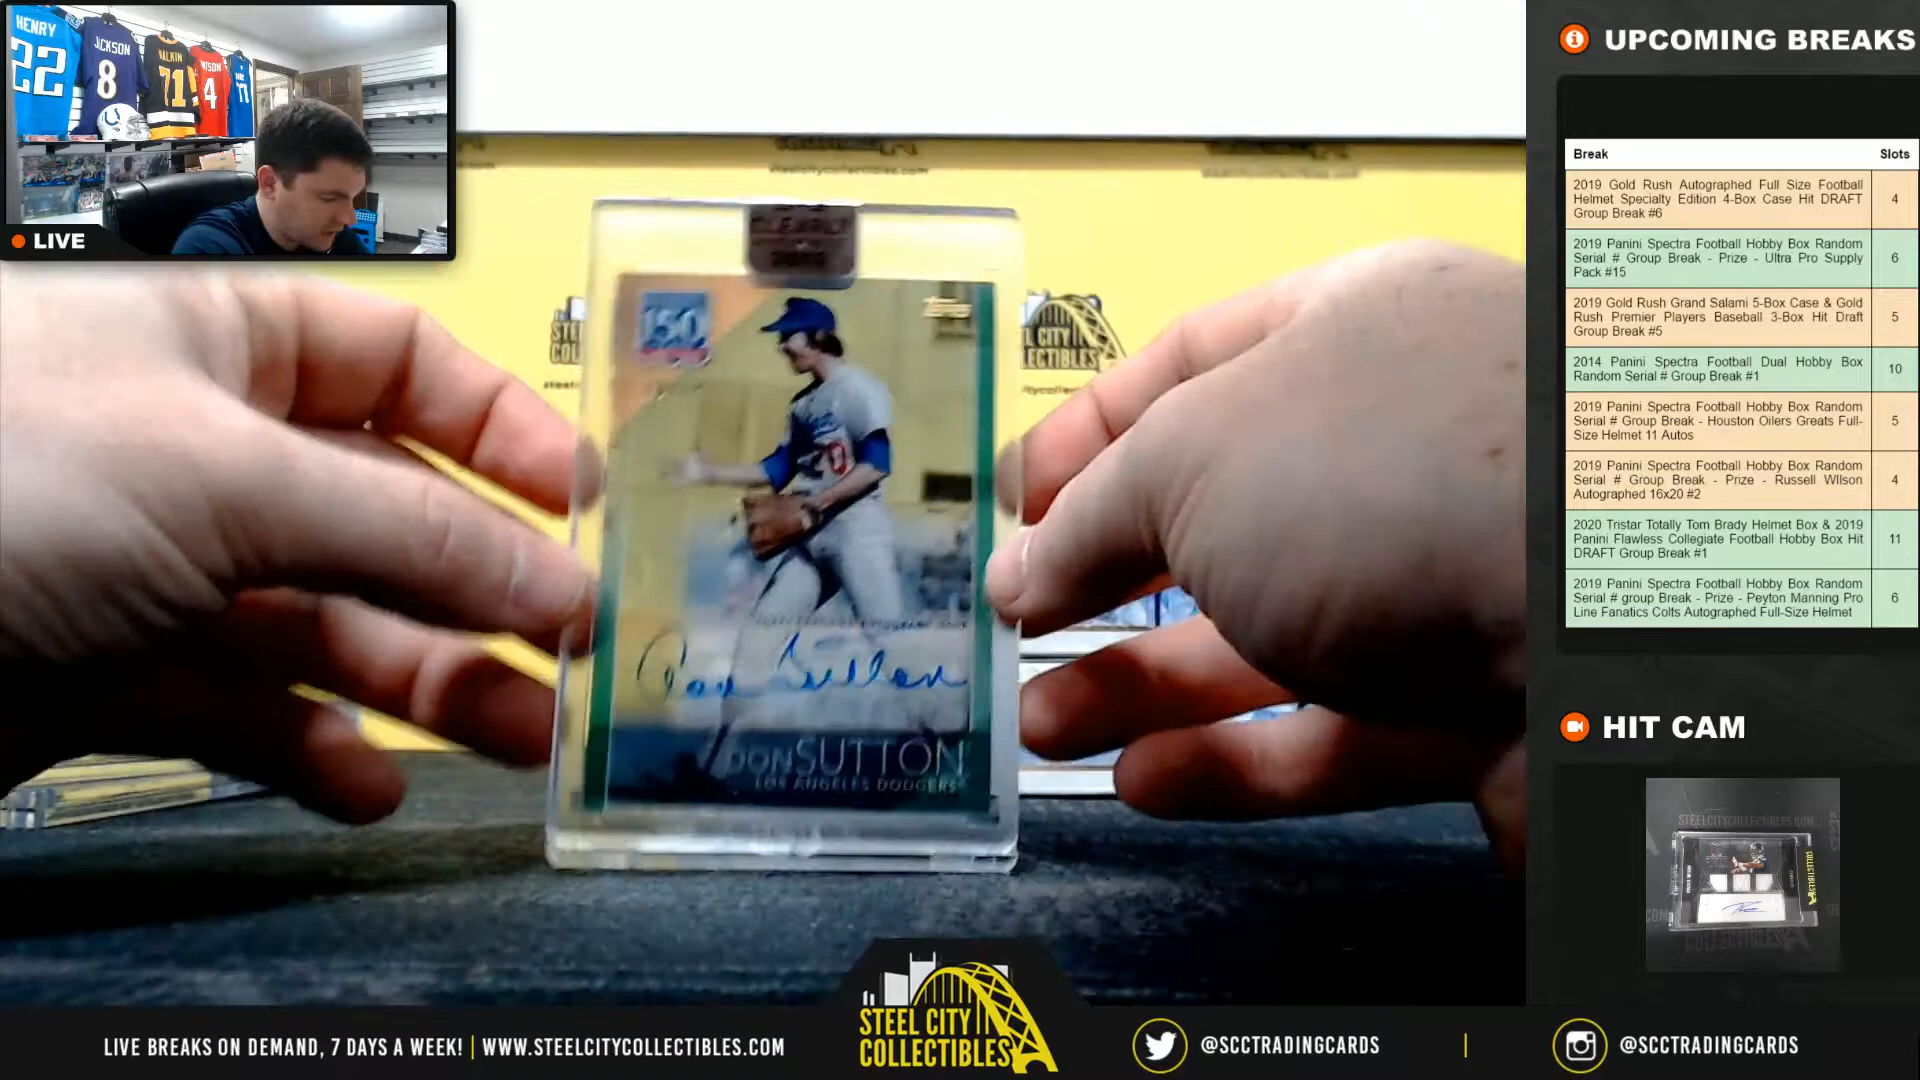 HENRY
22
JACKSON
8
MALKIN
71
4
LIVE
steelcitycollectibles.com
150
topps
Don Sutton
DONSUTTON
LOS ANGELES DODGERS
UPCOMING BREAKS
Break Slots
2019 Gold Rush Autographed Full Size Football
Helmet Specialty Edition 4-Box Case Hit DRAFT
Group Break #6
4
2019 Panini Spectra Football Hobby Box Random
Serial # Group Break - Prize - Ultra Pro Supply
Pack #15
6
2019 Gold Rush Grand Salami 5-Box Case & Gold
Rush Premier Players Baseball 3-Box Hit Draft
Group Break #5
5
2014 Panini Spectra Football Dual Hobby Box
Random Serial # Group Break #1
10
2019 Panini Spectra Football Hobby Box Random
Serial # Group Break - Houston Oilers Greats Full-
Size Helmet 11 Autos
5
2019 Panini Spectra Football Hobby Box Random
Serial # Group Break - Prize - Russell WIlson
Autographed 16x20 #2
4
2020 Tristar Totally Tom Brady Helmet Box & 2019
Panini Flawless Collegiate Football Hobby Box Hit
DRAFT Group Break #1
11
2019 Panini Spectra Football Hobby Box Random
Serial # group Break - Prize - Peyton Manning Pro
Line Fanatics Colts Autographed Full-Size Helmet
6
HIT CAM
STEELCITYCOLLECTIBLES.COM
LIVE BREAKS ON DEMAND, 7 DAYS A WEEK! | WWW.STEELCITYCOLLECTIBLES.COM
STEEL CITY
COLLECTIBLES
@SCCTRADINGCARDS
@SCCTRADINGCARDS